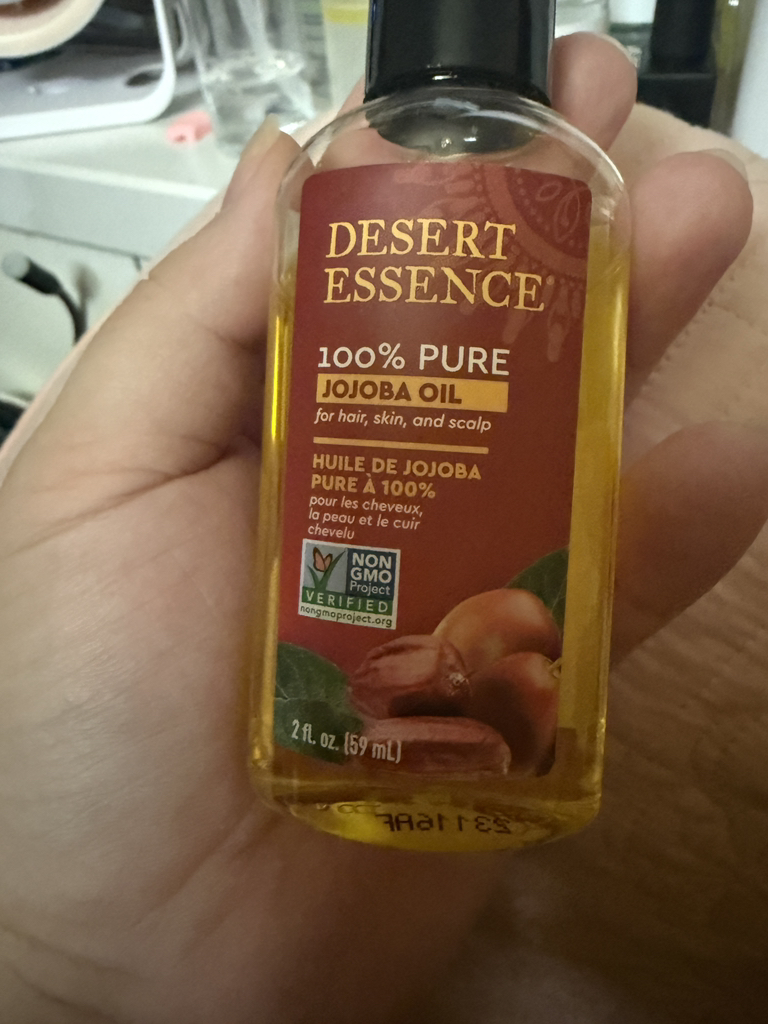 DESERT
ESSENCE
100% PURE
JOJOBA OIL
for hair, skin, and scalp
HUILE DE JOJOBA
PURE À 100%
pour les cheveux,
la peau et le cuir
chevelu
NON
GMO
Project
VERIFIED
nongmoproject.org
2 fl. oz. (59 mL)
23116AF